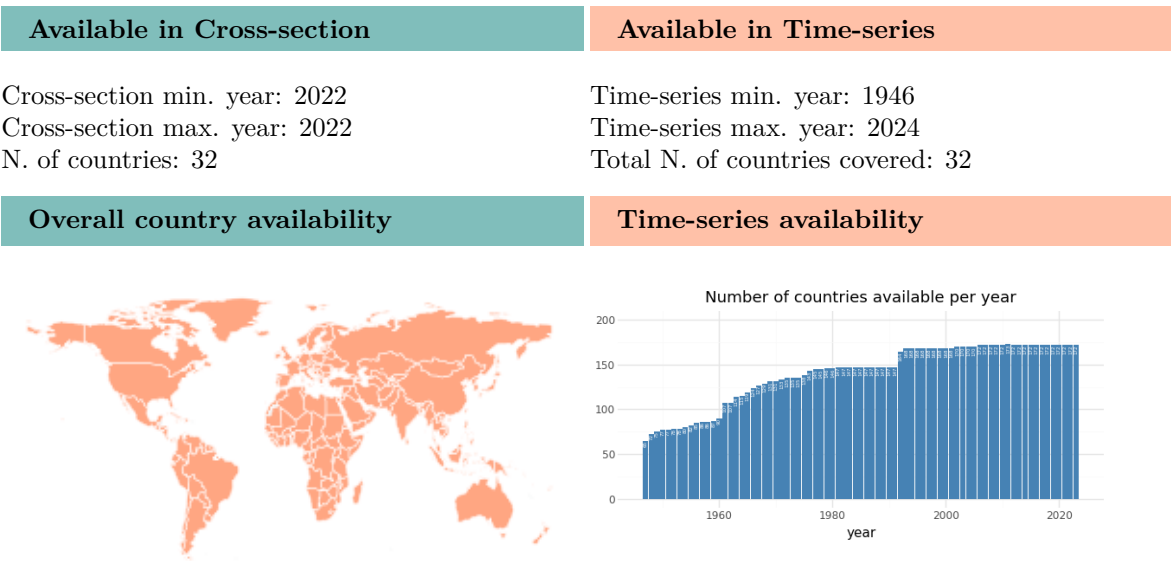 Available in Cross-section
Available in Time-series
Cross-section min. year: 2022
Cross-section max. year: 2022
N. of countries: 32
Time-series min. year: 1946
Time-series max. year: 2024
Total N. of countries covered: 32
Overall country availability
Time-series availability
Number of countries available per year
200
150
100
50
0
1960 1980 2000 2020
year